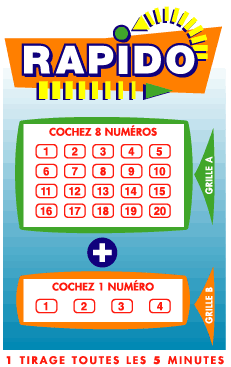 RAPIDO
COCHEZ 8 NUMÉROS
1 2 3 4 5
6 7 8 9 10
11 12 13 14 15
16 17 18 19 20
GRILLE A
+
COCHEZ 1 NUMÉRO
1 2 3 4
GRILLE B
1 TIRAGE TOUTES LES 5 MINUTES